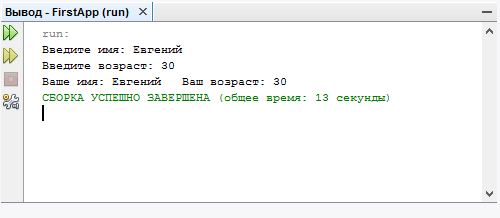 Вывод - FirstApp (run)
run:
Введите имя: Евгений
Введите возраст: 30
Ваше имя: Евгений   Ваш возраст: 30
СБОРКА УСПЕШНО ЗАВЕРШЕНА (общее время: 13 секунды)